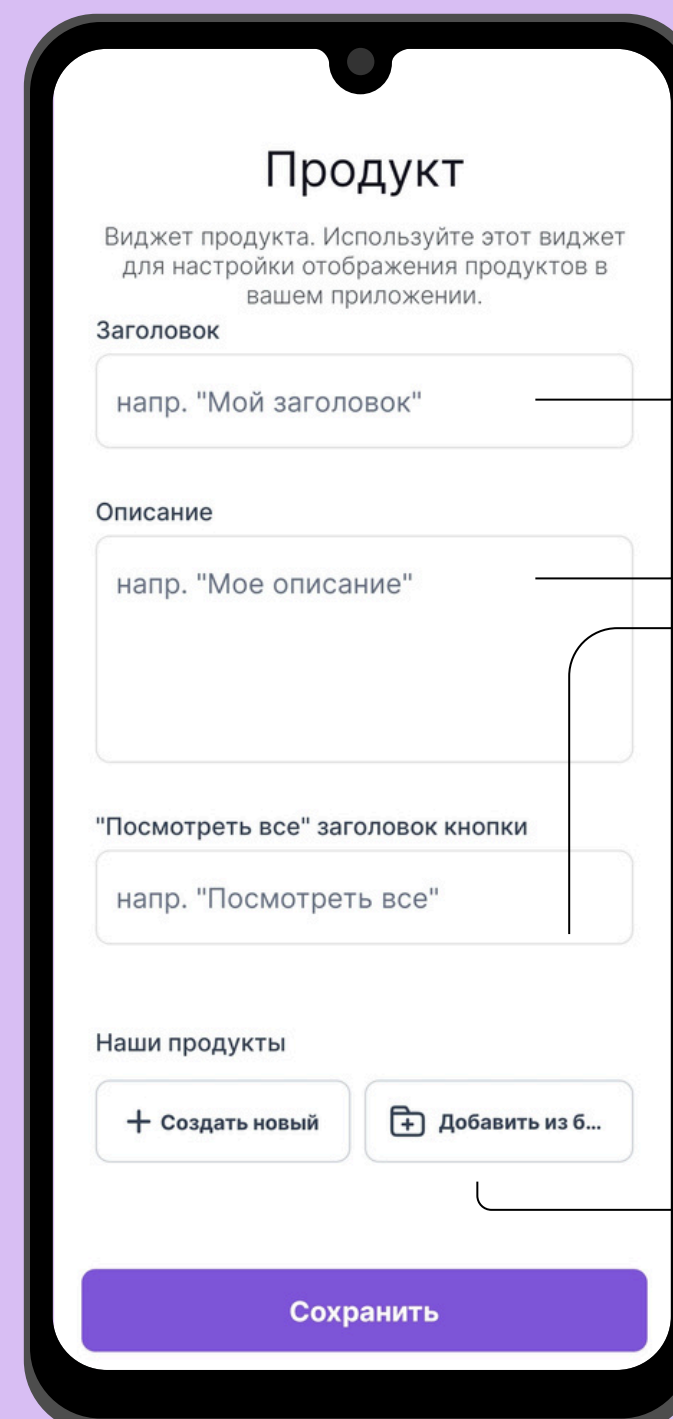 Продукт
Виджет продукта. Используйте этот виджет
для настройки отображения продуктов в
вашем приложении.
Заголовок
напр. "Мой заголовок"
Описание
напр. "Мое описание"
"Посмотреть все" заголовок кнопки
напр. "Посмотреть все"
Наши продукты
+ Создать новый
Добавить из б...
Сохранить